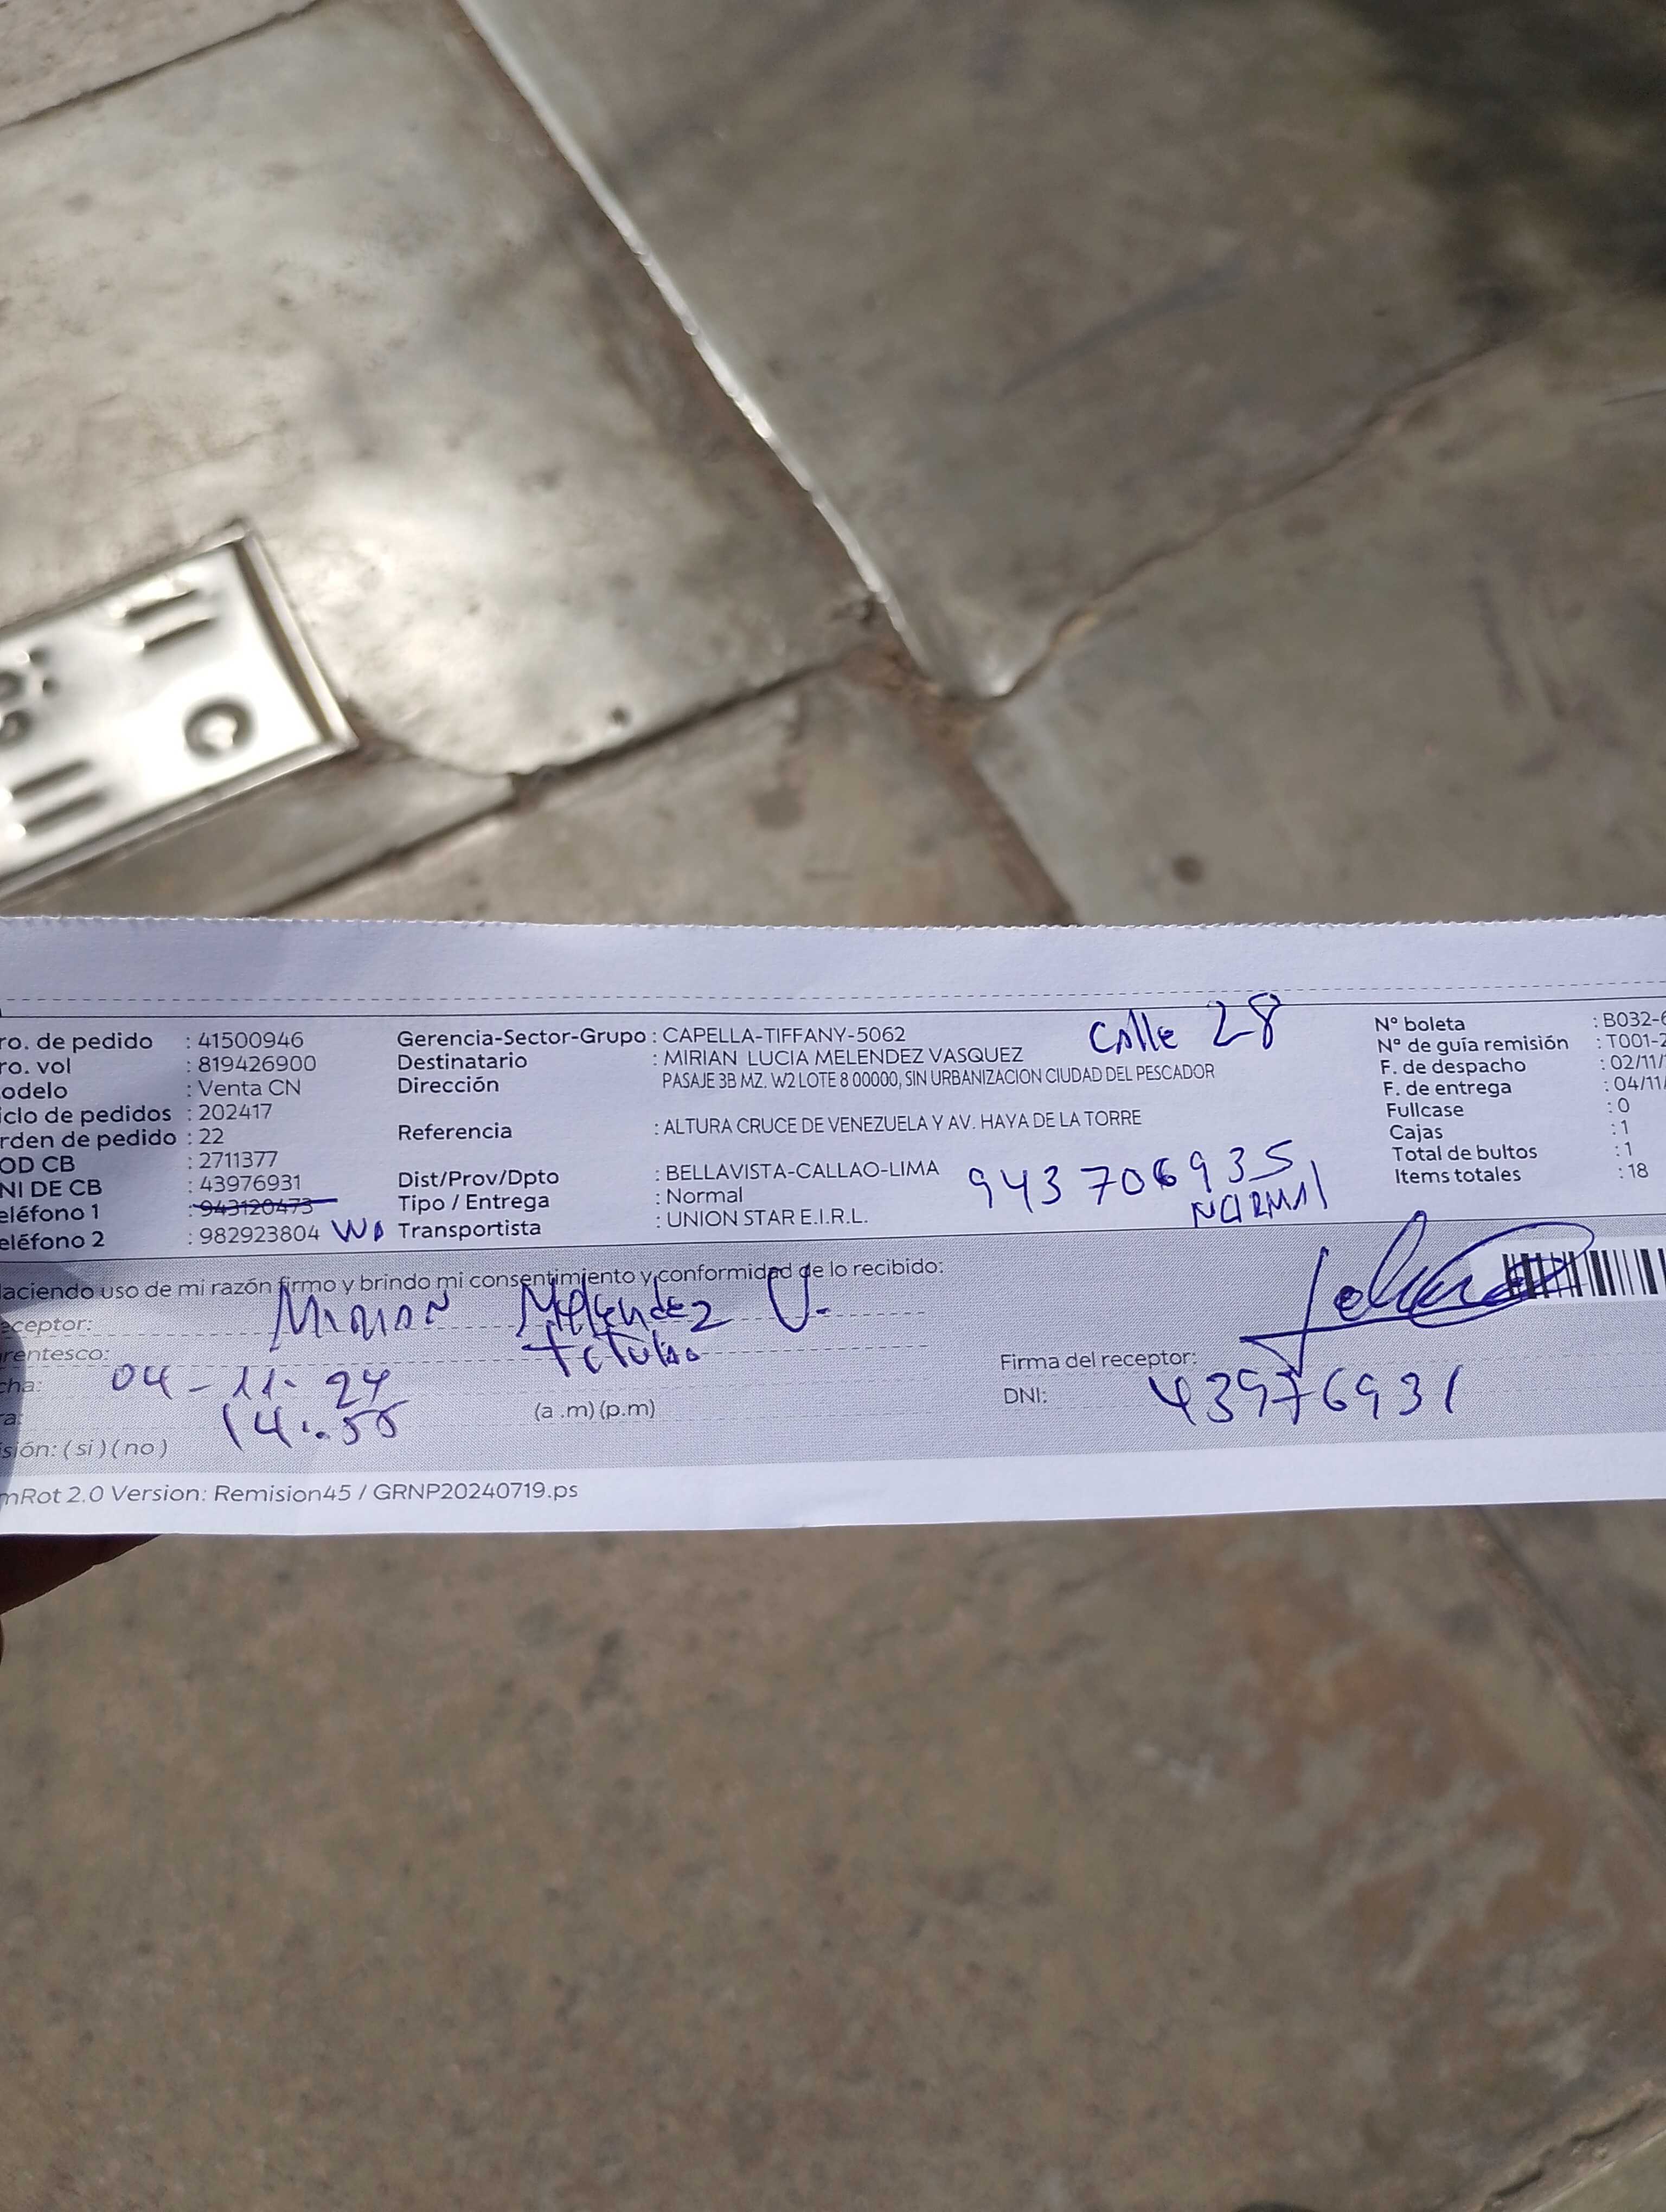 ro. de pedido : 41500946
ro. vol : 819426900
odelo : Venta CN
iclo de pedidos : 202417
rden de pedido : 22
OD CB : 2711377
NI DE CB : 43976931
eléfono 1 : 943120473
eléfono 2 : 982923804
Gerencia-Sector-Grupo : CAPELLA-TIFFANY-5062
Destinatario : MIRIAN LUCIA MELENDEZ VASQUEZ
Dirección PASAJE 3B MZ. W2 LOTE 8 00000, SIN URBANIZACION CIUDAD DEL PESCADOR
Referencia : ALTURA CRUCE DE VENEZUELA Y AV. HAYA DE LA TORRE
Dist/Prov/Dpto : BELLAVISTA-CALLAO-LIMA
Tipo / Entrega : Normal
Transportista : UNION STAR E.I.R.L.
Calle 28
943706935
NORMAL
N° boleta : B032-6
N° de guía remisión : T001-2
F. de despacho : 02/11/
F. de entrega : 04/11/
Fullcase : 0
Cajas : 1
Total de bultos : 1
Items totales : 18
aciendo uso de mi razón firmo y brindo mi consentimiento y conformidad de lo recibido:
eceptor: Mirian Melendez V.
rentesco: titular
cha: 04-11-24
ra: 14:55 (a .m) (p.m)
sión: ( si ) ( no )
Firma del receptor:
DNI: 43976931
mRot 2.0 Version: Remision45 / GRNP20240719.ps